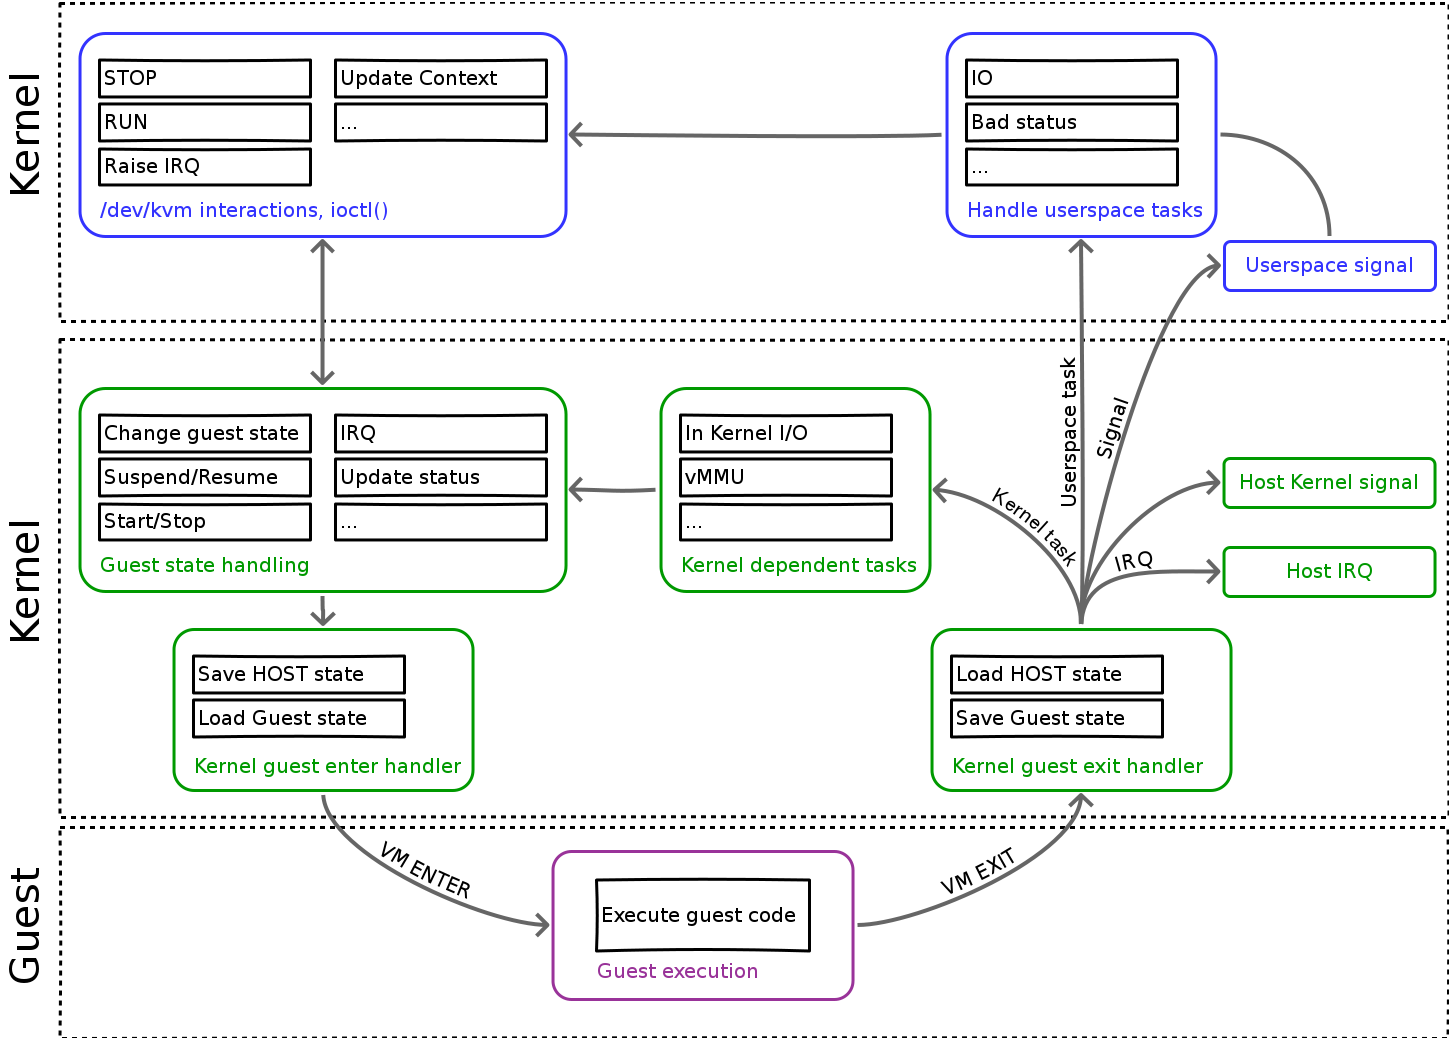 Kernel
STOP
RUN
Raise IRQ
Update Context
...
/dev/kvm interactions, ioctl()
IO
Bad status
...
Handle userspace tasks
Userspace signal
Kernel
Change guest state
Suspend/Resume
Start/Stop
IRQ
Update status
...
Guest state handling
In Kernel I/O
vMMU
...
Kernel dependent tasks
Kernel task
Userspace task
Signal
IRQ
Host Kernel signal
Host IRQ
Save HOST state
Load Guest state
Kernel guest enter handler
Load HOST state
Save Guest state
Kernel guest exit handler
Guest
VM ENTER
Execute guest code
Guest execution
VM EXIT